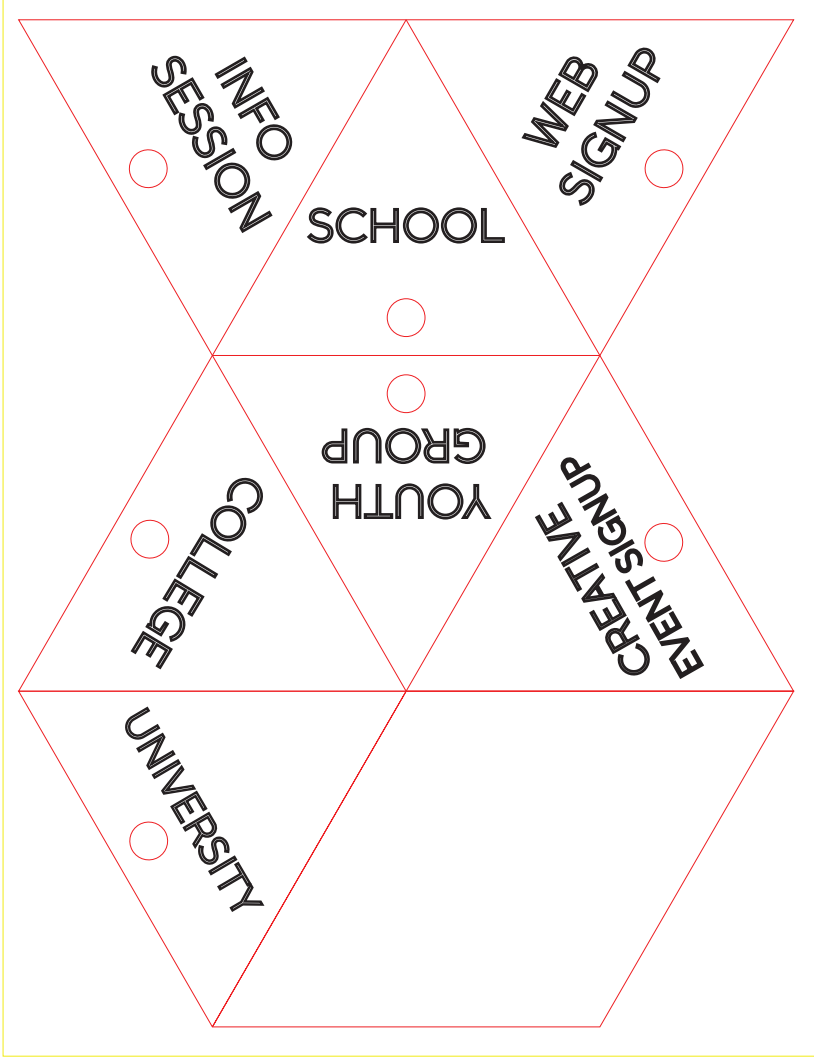 INFO
SESSION
WEB
SIGNUP
SCHOOL
YOUTH
GROUP
COLLEGE
CREATIVE
EVENT SIGNUP
UNIVERSITY